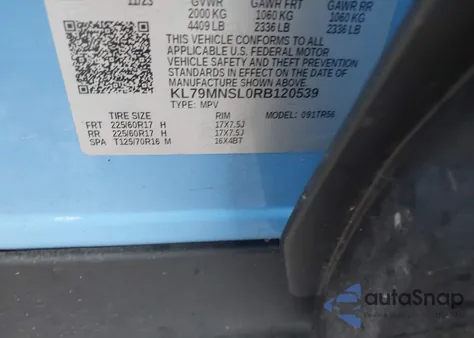 11/23 GVWR GAWR FRT GAWR RR
2000 KG 1060 KG 1060 KG
4409 LB 2336 LB 2336 LB
THIS VEHICLE CONFORMS TO ALL
APPLICABLE U.S. FEDERAL MOTOR
VEHICLE SAFETY, BUMPER, AND
THEFT PREVENTION STANDARDS
IN EFFECT ON THE DATE OF
MANUFACTURE SHOWN ABOVE.
KL79MNSL0RB120539
TYPE: MPV MODEL: 091TR56
TIRE SIZE RIM
FRT 225/60R17 H 17X7.5J
RR 225/60R17 H 17X7.5J
SPA T125/70R16 M 16X4BT
autoSnap